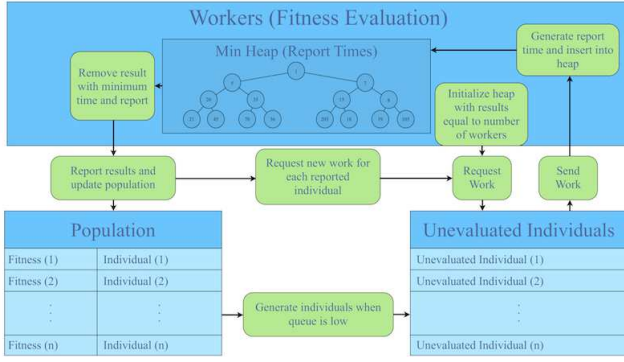 Workers (Fitness Evaluation)
Min Heap (Report Times)
1
Remove result
with minimum
time and report
Generate report
time and insert into
heap
Initialize heap
with results
equal to number
of workers
Report results and
update population
Request new work for
each reported
individual
Request
Work
Send
Work
Population
Fitness (1) Individual (1)
Fitness (2) Individual (2)
Fitness (n) Individual (n)
Generate individuals when
queue is low
Unevaluated Individuals
Unevaluated Individual (1)
Unevaluated Individual (2)
Unevaluated Individual (n)